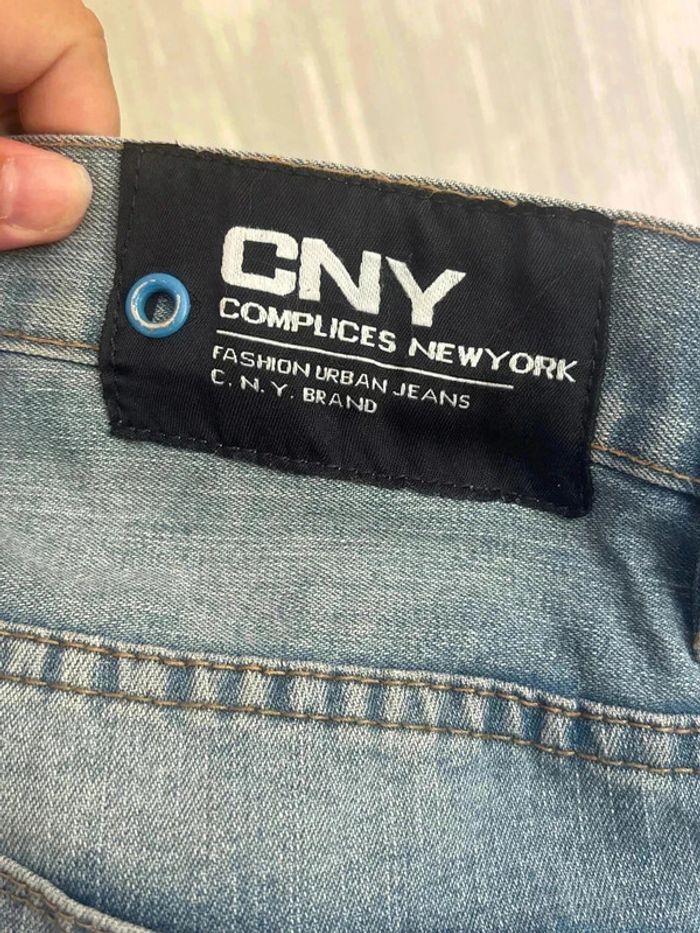 CNY
COMPLICES NEWYORK
FASHION URBAN JEANS
C. N. Y. BRAND